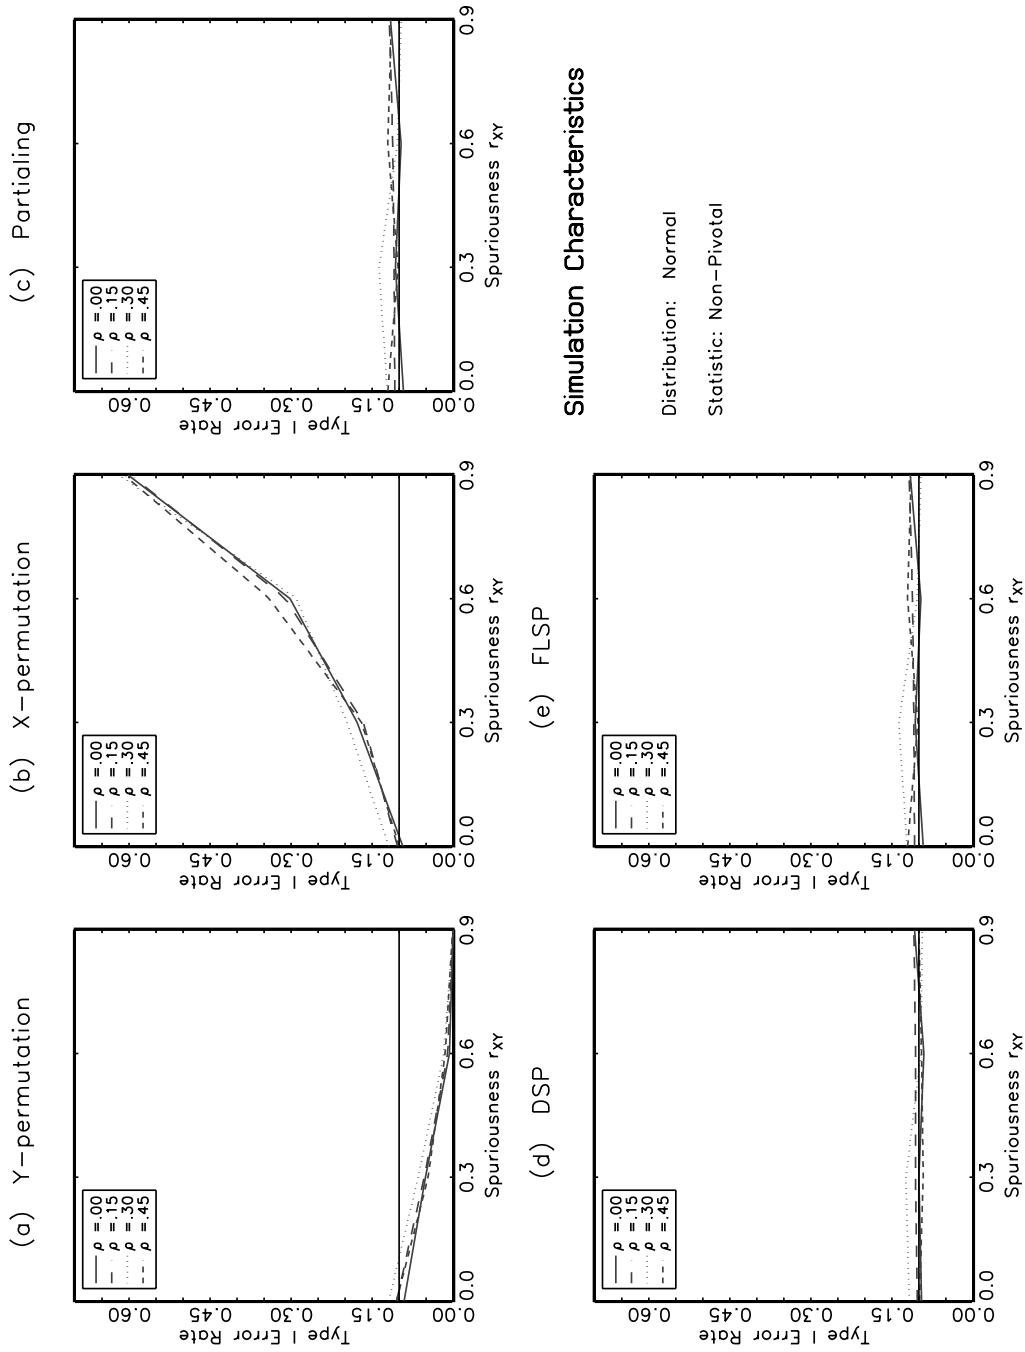 (a) Y-permutation
ρ =.00
ρ =.15
ρ =.30
ρ =.45
Type I Error Rate
0.00 0.15 0.30 0.45 0.60
0.0 0.3 0.6 0.9
Spuriousness rXY
(b) X-permutation
ρ =.00
ρ =.15
ρ =.30
ρ =.45
Type I Error Rate
0.00 0.15 0.30 0.45 0.60
0.0 0.3 0.6 0.9
Spuriousness rXY
(c) Partialing
ρ =.00
ρ =.15
ρ =.30
ρ =.45
Type I Error Rate
0.00 0.15 0.30 0.45 0.60
0.0 0.3 0.6 0.9
Spuriousness rXY
(d) DSP
ρ =.00
ρ =.15
ρ =.30
ρ =.45
Type I Error Rate
0.00 0.15 0.30 0.45 0.60
0.0 0.3 0.6 0.9
Spuriousness rXY
(e) FLSP
ρ =.00
ρ =.15
ρ =.30
ρ =.45
Type I Error Rate
0.00 0.15 0.30 0.45 0.60
0.0 0.3 0.6 0.9
Spuriousness rXY
Simulation Characteristics
Distribution: Normal
Statistic: Non-Pivotal